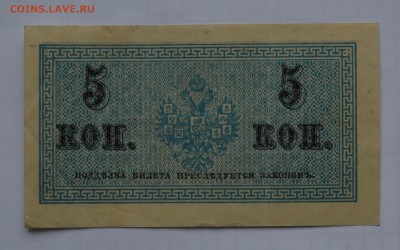 COINS.LAVE.RU
5 5
КОП. КОП.
ПОДДѢЛКА БИЛЕТА ПРЕСЛѢДУЕТСЯ ЗАКОНОМЪ.